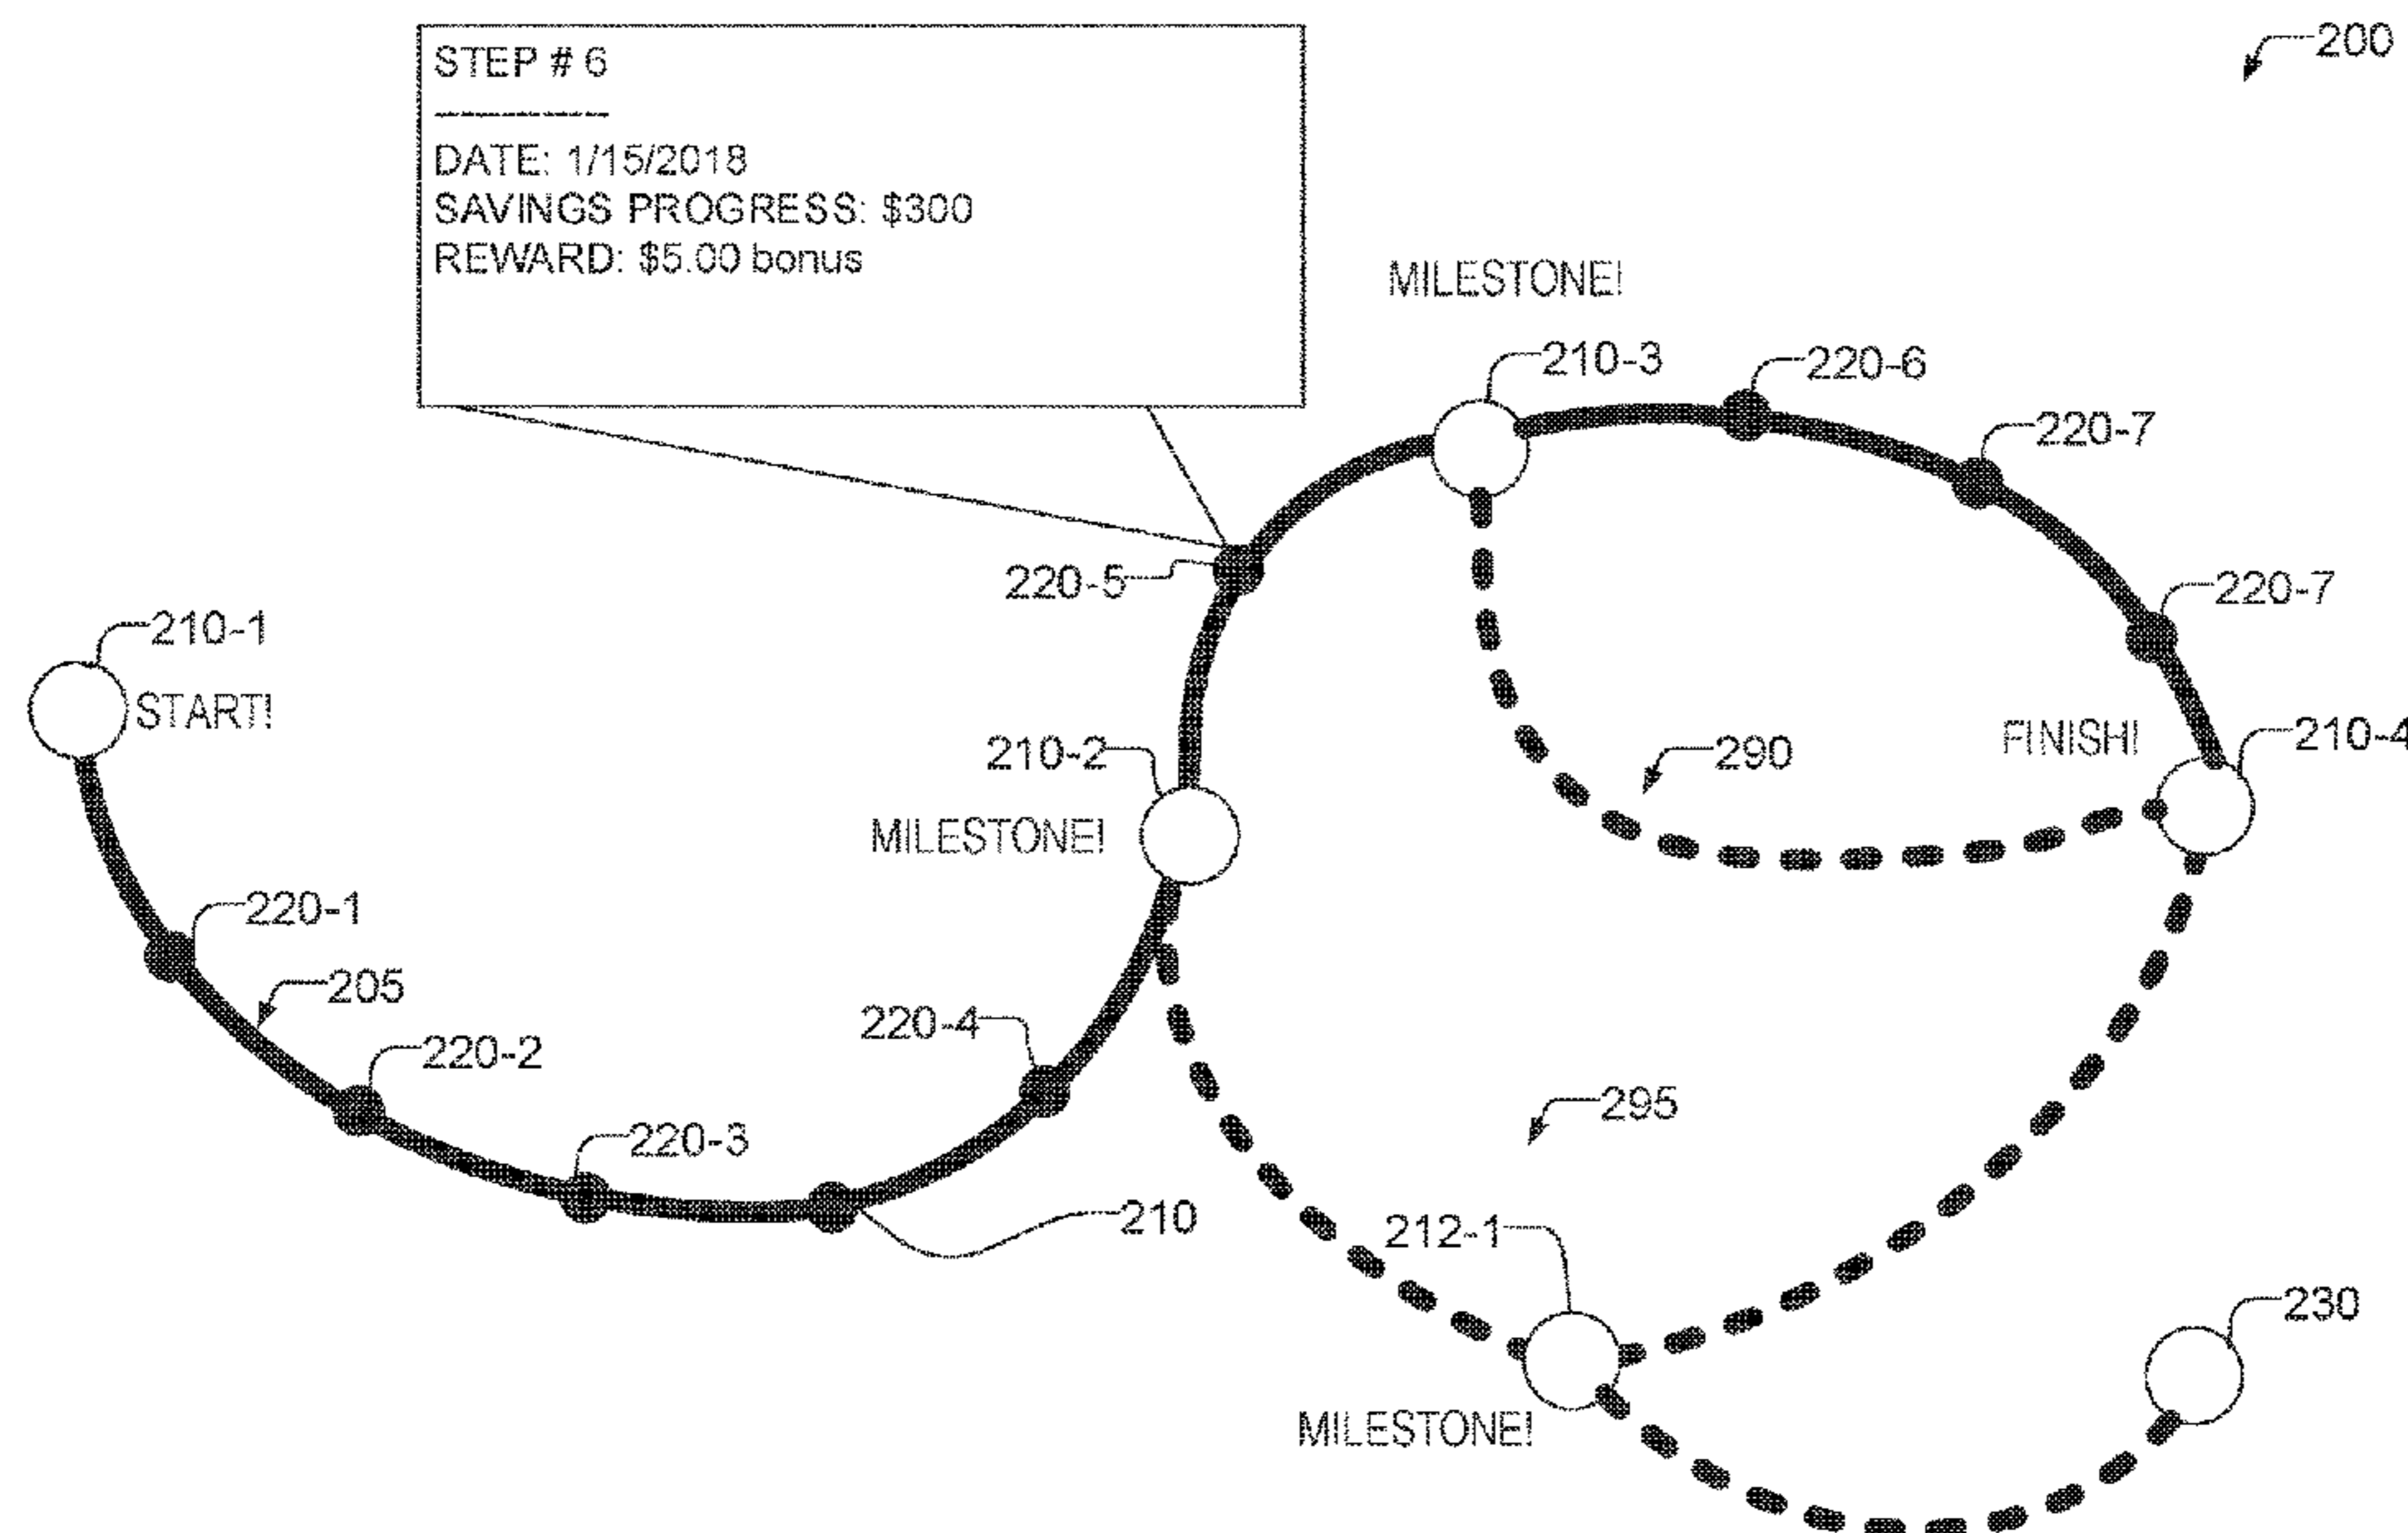 200
STEP # 6
----------
DATE: 1/15/2018
SAVINGS PROGRESS: $300
REWARD: $5.00 bonus
MILESTONE!
210-3
220-6
220-7
220-5
220-7
210-1
START!
210-2
290
FINISH!
210-4
MILESTONE!
220-1
205
220-4
220-2
295
220-3
210
212-1
230
MILESTONE!